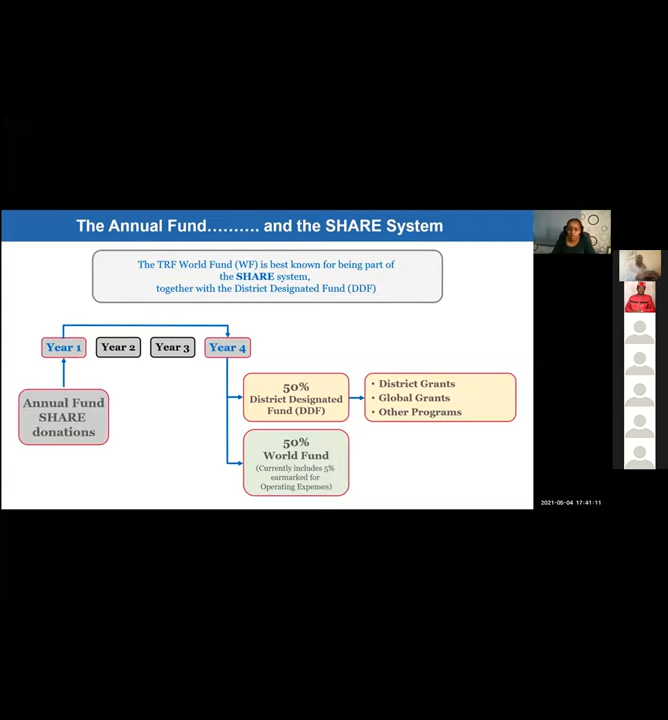 The Annual Fund………. and the SHARE System
The TRF World Fund (WF) is best known for being part of
the SHARE system,
together with the District Designated Fund (DDF)
Year 1
Year 2
Year 3
Year 4
Annual Fund
SHARE
donations
50%
District Designated
Fund (DDF)
• District Grants
• Global Grants
• Other Programs
50%
World Fund
(Currently includes 5%
earmarked for
Operating Expenses)
2021-05-04 17:41:11